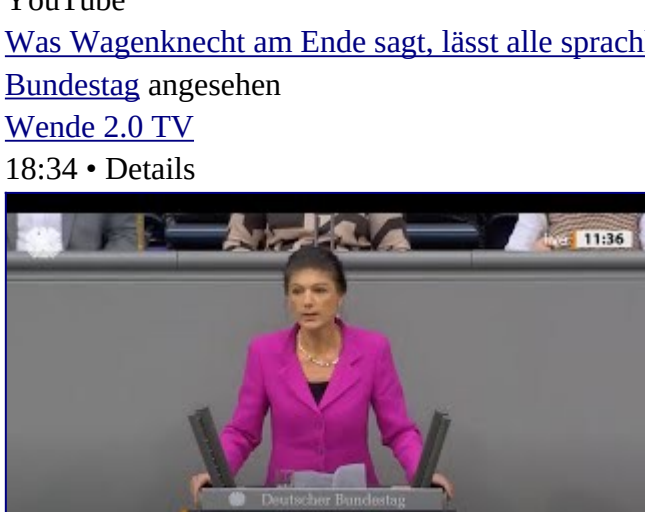 YouTube
Was Wagenknecht am Ende sagt, lässt alle sprach
Bundestag angesehen
Wende 2.0 TV
18:34 • Details
11:36
Deutscher Bundestag